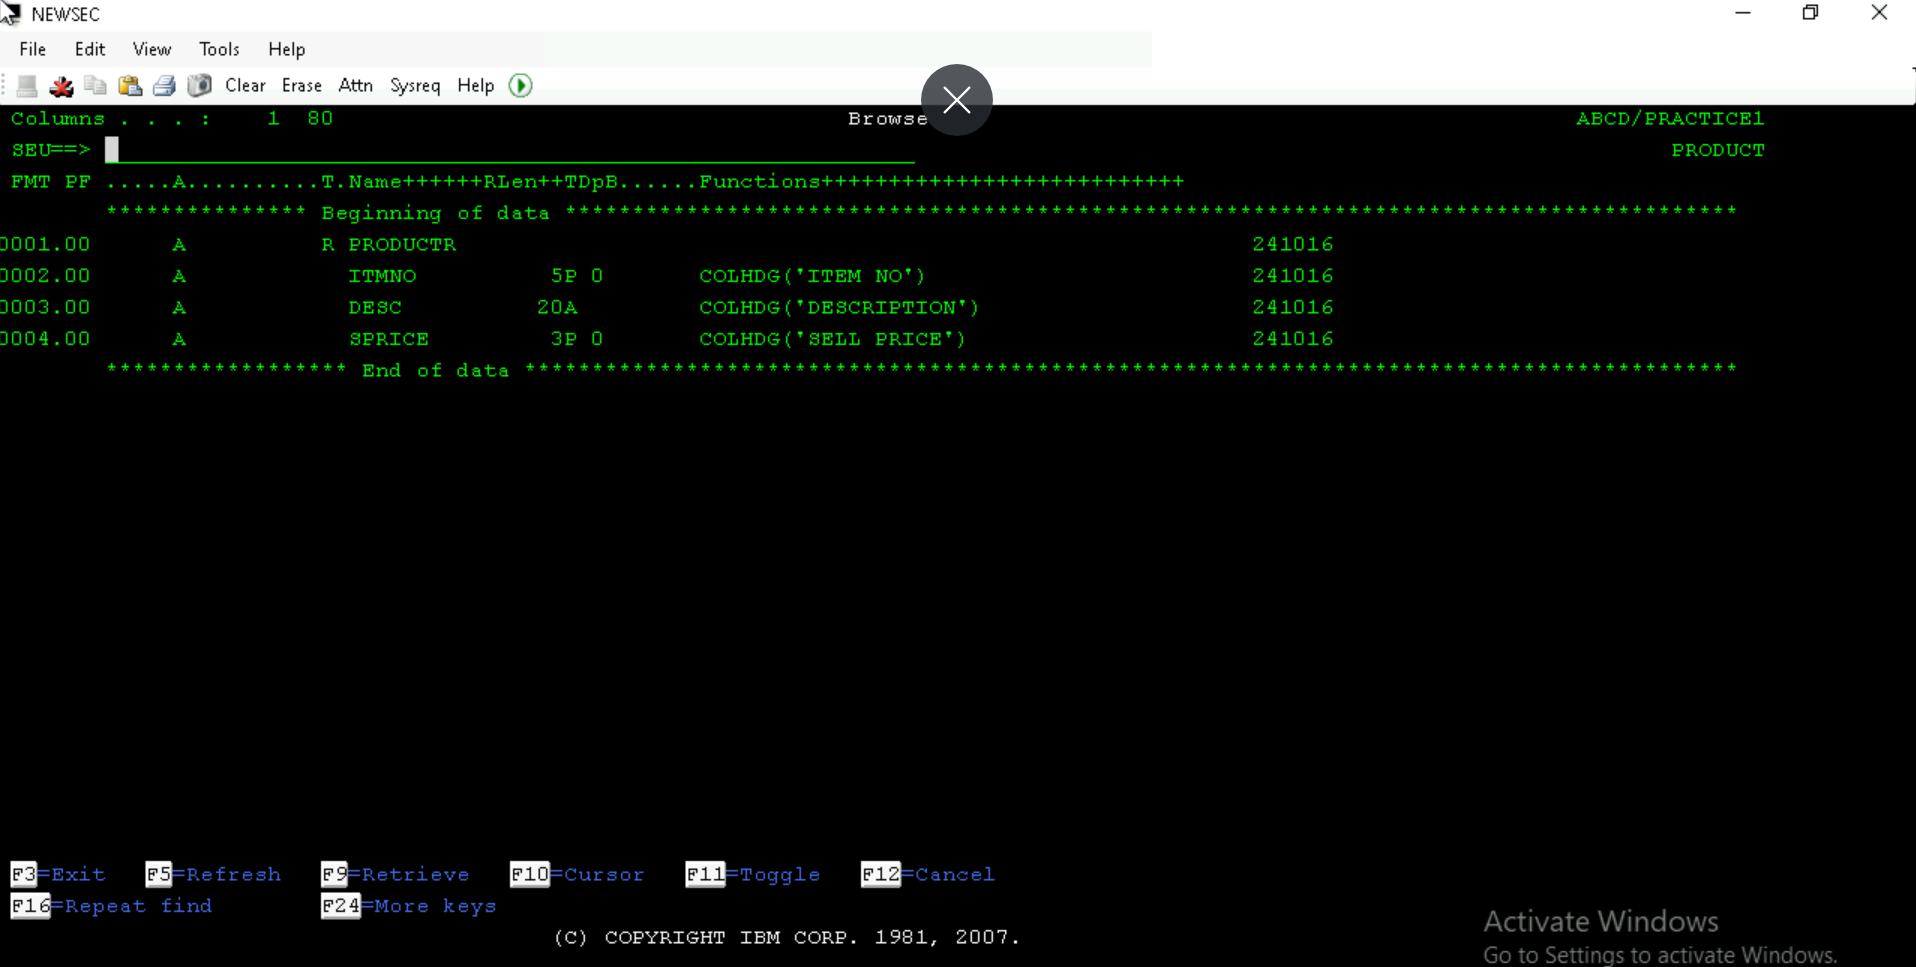 NEWSEC
File Edit View Tools Help
Clear Erase Attn Sysreq Help
Columns . . . : 1 80 Browse ABCD/PRACTICE1
SEU==> PRODUCT
FMT PF .....A..........T.Name++++++RLen++TDpB......Functions+++++++++++++++++++++++++++
*************** Beginning of data ***************************************************************************************
0001.00 A R PRODUCTR 241016
0002.00 A ITMNO 5P 0 COLHDG('ITEM NO') 241016
0003.00 A DESC 20A COLHDG('DESCRIPTION') 241016
0004.00 A SPRICE 3P 0 COLHDG('SELL PRICE') 241016
****************** End of data ******************************************************************************************
F3=Exit F5=Refresh F9=Retrieve F10=Cursor F11=Toggle F12=Cancel
F16=Repeat find F24=More keys
(C) COPYRIGHT IBM CORP. 1981, 2007.
Activate Windows
Go to Settings to activate Windows.